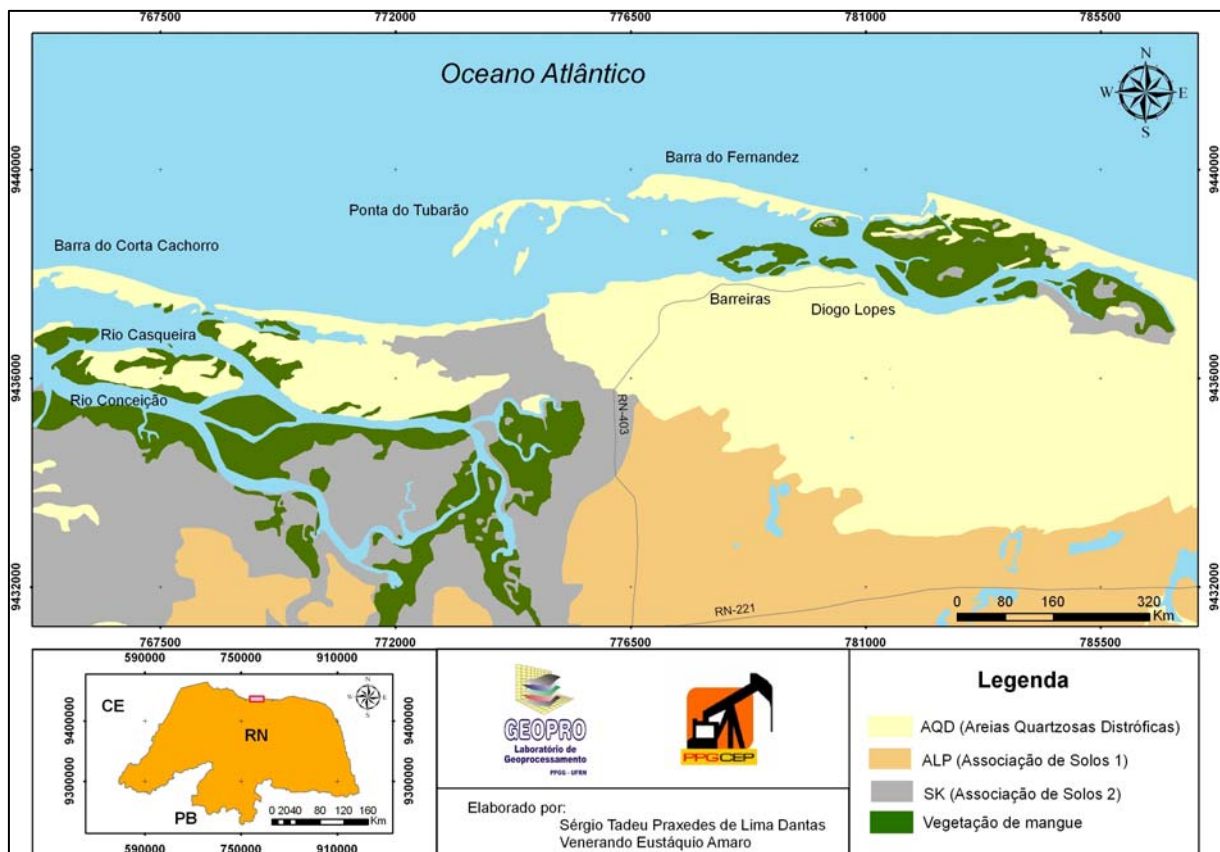 767500 772000 776500 781000 785500
Oceano Atlântico
N
W E
S
9440000 9440000
Barra do Fernandez
Ponta do Tubarão
Barra do Corta Cachorro
Barreiras
Diogo Lopes
Rio Casqueira
9436000 9436000
Rio Conceição
RN-403
9432000 9432000
RN-221
0 80 160 320
Km
767500 772000 776500 781000 785500
590000 750000 910000
N
W E
S
CE
RN
PB
9400000 9400000
9300000 9300000
0 2040 80 120 160
Km
590000 750000 910000
GEOPRO
Laboratório de
Geoprocessamento
PPGG - UFRN
PPGCEP
Elaborado por:
Sérgio Tadeu Praxedes de Lima Dantas
Venerando Eustáquio Amaro
Legenda
AQD (Areias Quartzosas Distróficas)
ALP (Associação de Solos 1)
SK (Associação de Solos 2)
Vegetação de mangue